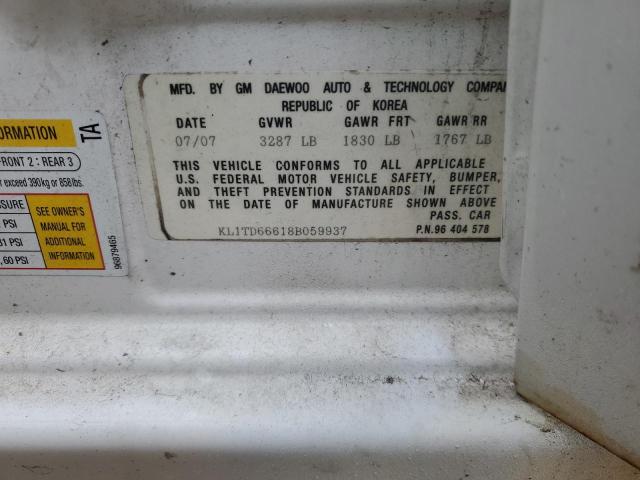 MFD. BY GM DAEWOO AUTO & TECHNOLOGY
REPUBLIC OF KOREA
DATE GVWR GAWR FRT GAWR RR
07/07 3287 LB 1830 LB 1767 LB
THIS VEHICLE CONFORMS TO ALL APPLICABLE
U.S. FEDERAL MOTOR VEHICLE SAFETY, BUMPER,
AND THEFT PREVENTION STANDARDS IN EFFECT
ON THE DATE OF MANUFACTURE SHOWN ABOVE
PASS. CAR
KL1TD66618B059937 P.N.96 404 578
TA
FRONT 2 : REAR 3
exceed 390kg or 858lbs.
SEE OWNER'S
MANUAL FOR
ADDITIONAL
INFORMATION
PSI
PSI
60 PSI
96879465